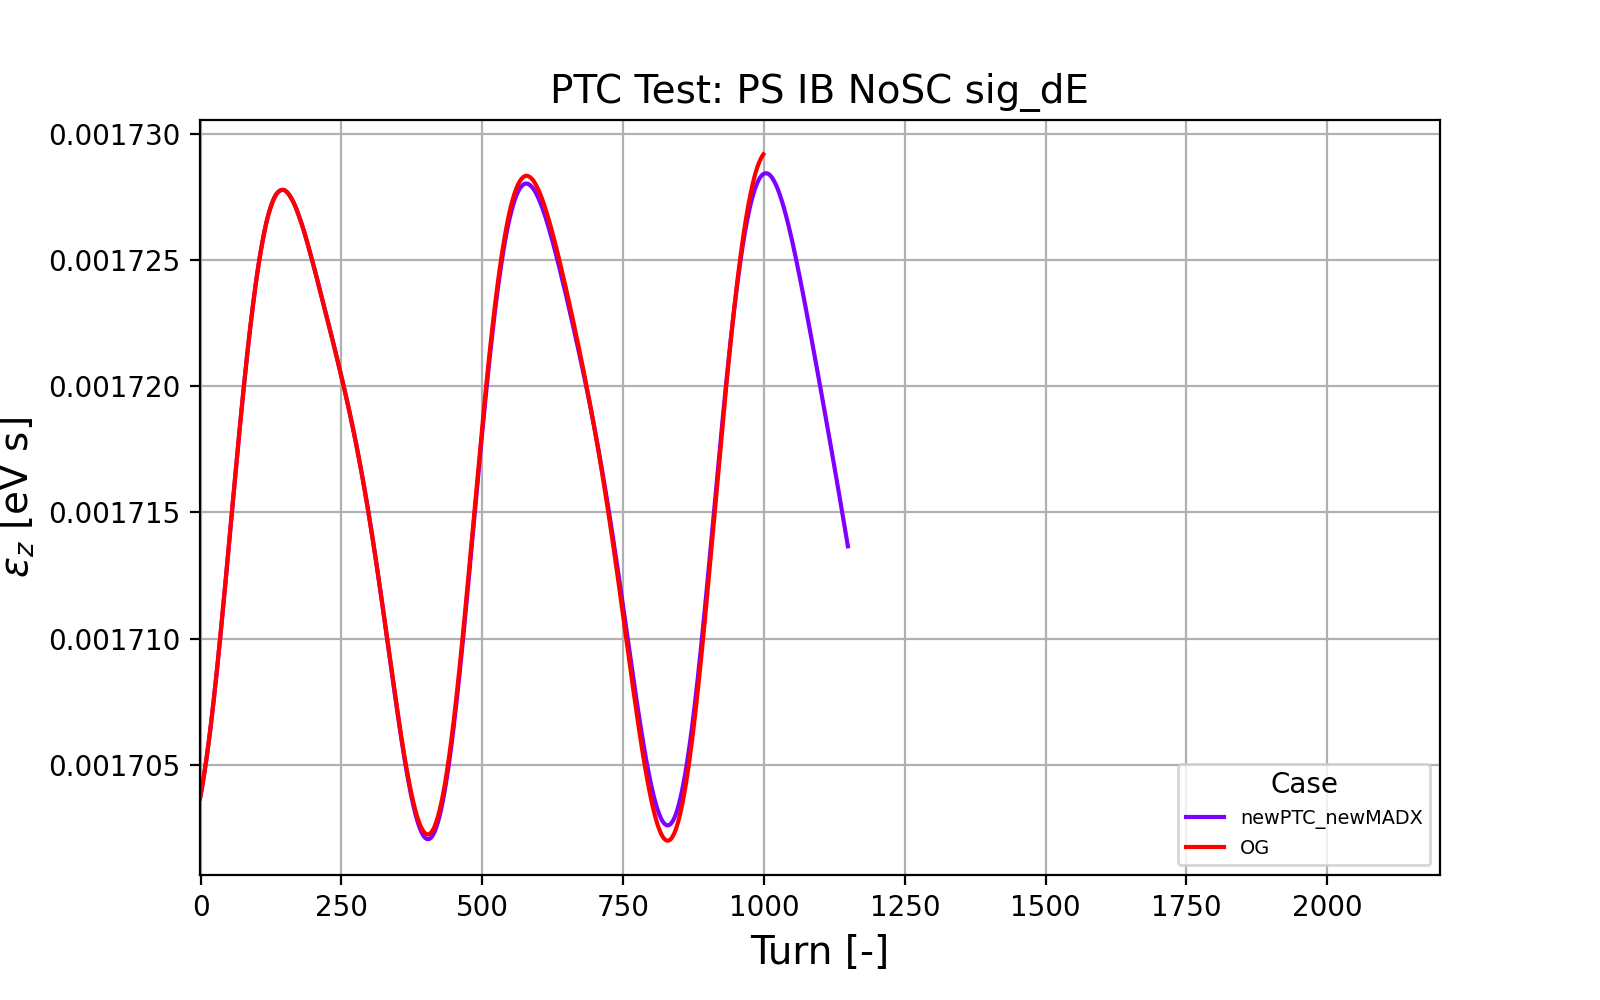 PTC Test: PS IB NoSC sig_dE
0.001730
0.001725
0.001720
0.001715
0.001710
0.001705
ε_z [eV s]
0 250 500 750 1000 1250 1500 1750 2000
Turn [-]
Case
newPTC_newMADX
OG